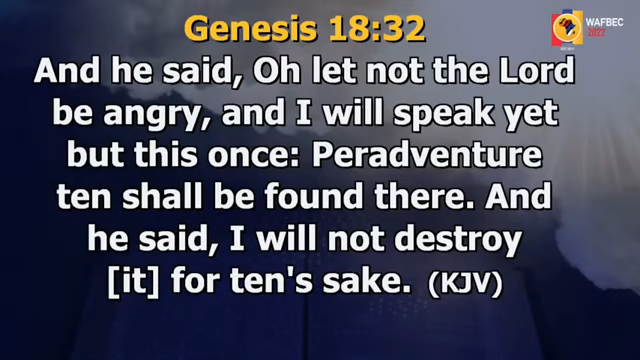 Genesis 18:32
WAFBEC
2022
And he said, Oh let not the Lord
be angry, and I will speak yet
but this once: Peradventure
ten shall be found there. And
he said, I will not destroy
[it] for ten's sake. (KJV)